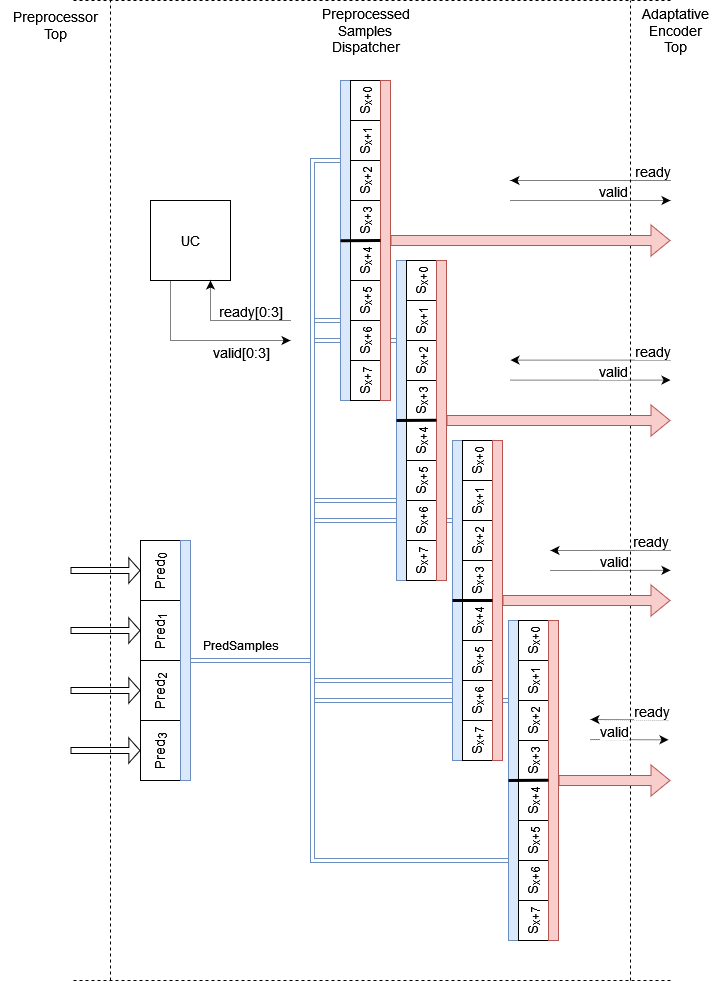 Preprocessor
Top
Preprocessed
Samples
Dispatcher
Adaptative
Encoder
Top
Sx+0
Sx+1
Sx+2
Sx+3
Sx+4
Sx+5
Sx+6
Sx+7
ready
valid
UC
ready[0:3]
valid[0:3]
Sx+0
Sx+1
Sx+2
Sx+3
Sx+4
Sx+5
Sx+6
Sx+7
ready
valid
Sx+0
Sx+1
Sx+2
Sx+3
Sx+4
Sx+5
Sx+6
Sx+7
ready
valid
Pred0
Pred1
Pred2
Pred3
PredSamples
Sx+0
Sx+1
Sx+2
Sx+3
Sx+4
Sx+5
Sx+6
Sx+7
ready
valid